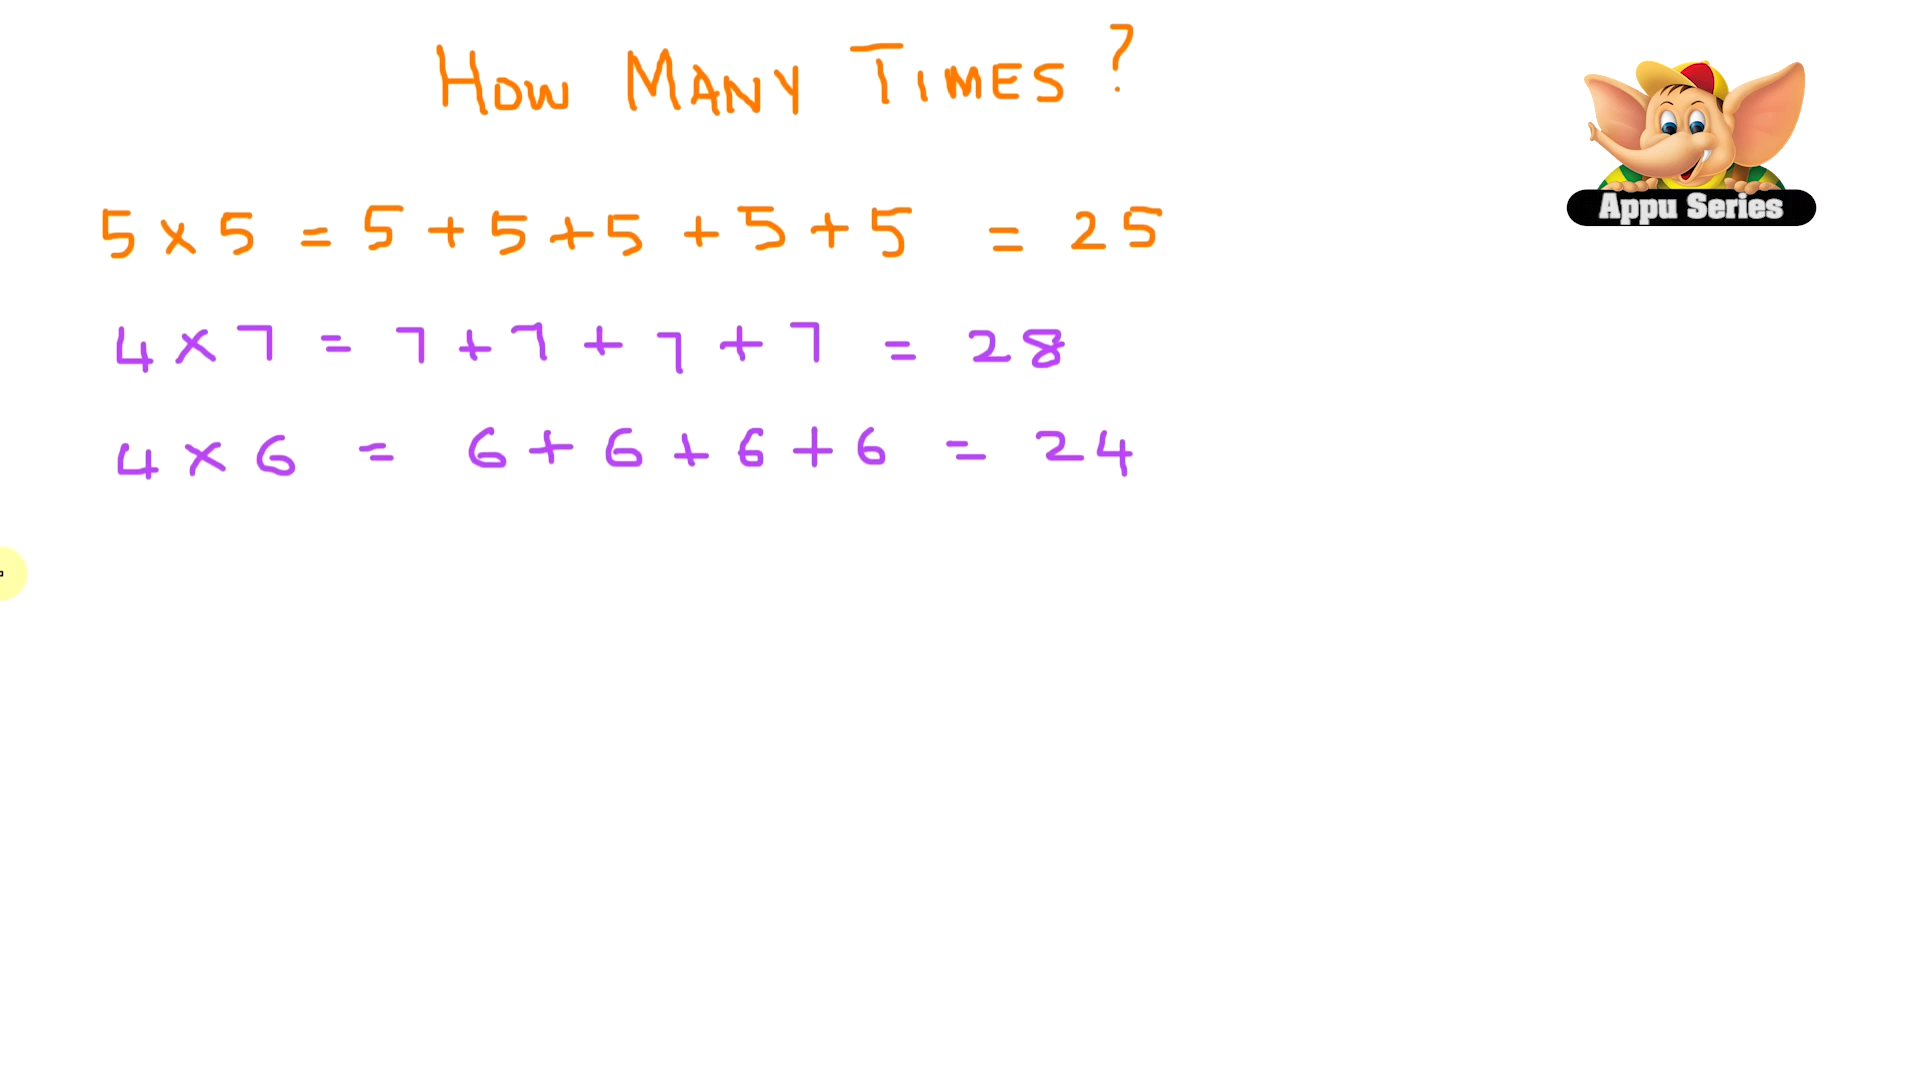 HOW MANY TIMES?
Appu Series
5 × 5 = 5 + 5 + 5 + 5 + 5 = 25
4 × 7 = 7 + 7 + 7 + 7 = 28
4 × 6 = 6 + 6 + 6 + 6 = 24